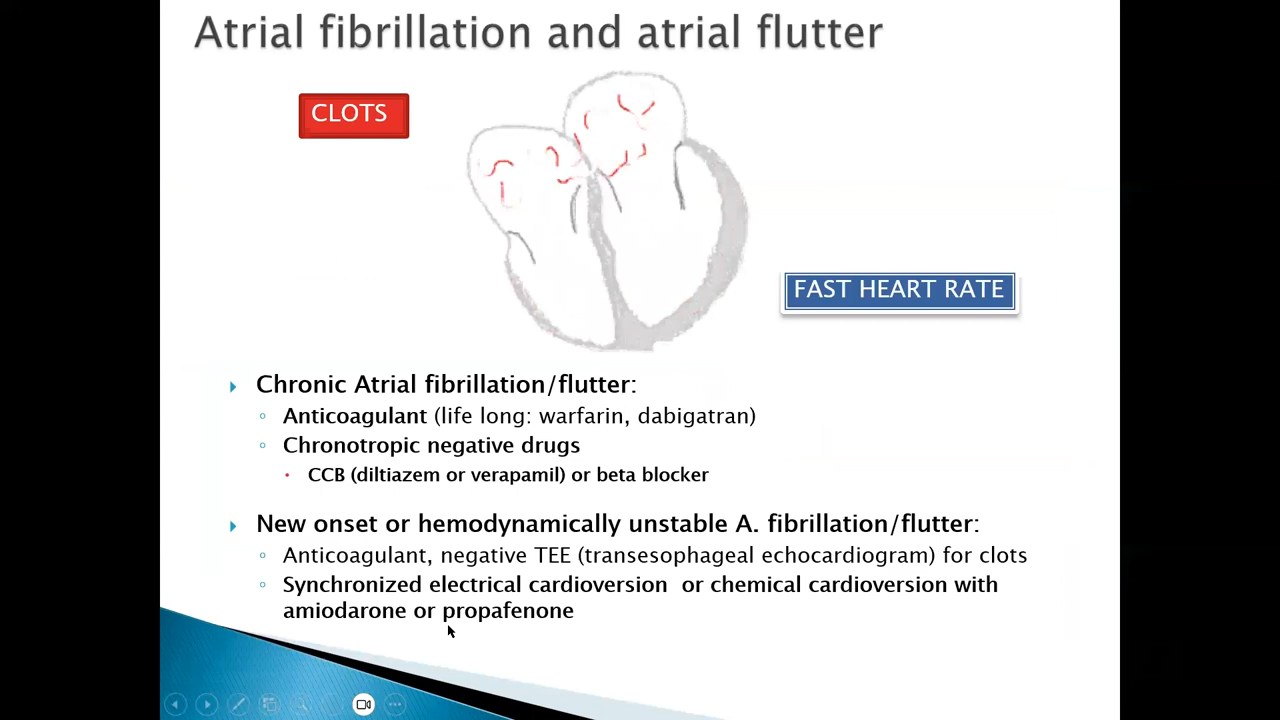 Atrial fibrillation and atrial flutter
CLOTS
FAST HEART RATE
Chronic Atrial fibrillation/flutter:
Anticoagulant (life long: warfarin, dabigatran)
Chronotropic negative drugs
CCB (diltiazem or verapamil) or beta blocker
New onset or hemodynamically unstable A. fibrillation/flutter:
Anticoagulant, negative TEE (transesophageal echocardiogram) for clots
Synchronized electrical cardioversion or chemical cardioversion with
amiodarone or propafenone